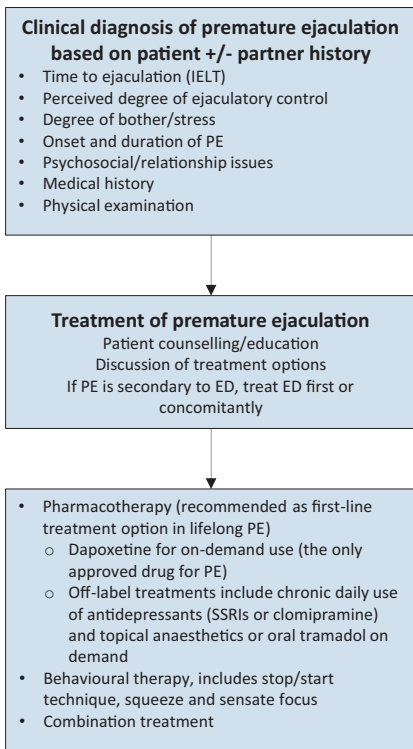 Clinical diagnosis of premature ejaculation
based on patient +/- partner history
• Time to ejaculation (IELT)
• Perceived degree of ejaculatory control
• Degree of bother/stress
• Onset and duration of PE
• Psychosocial/relationship issues
• Medical history
• Physical examination
Treatment of premature ejaculation
Patient counselling/education
Discussion of treatment options
If PE is secondary to ED, treat ED first or
concomitantly
• Pharmacotherapy (recommended as first-line
treatment option in lifelong PE)
o Dapoxetine for on-demand use (the only
approved drug for PE)
o Off-label treatments include chronic daily use
of antidepressants (SSRIs or clomipramine)
and topical anaesthetics or oral tramadol on
demand
• Behavioural therapy, includes stop/start
technique, squeeze and sensate focus
• Combination treatment